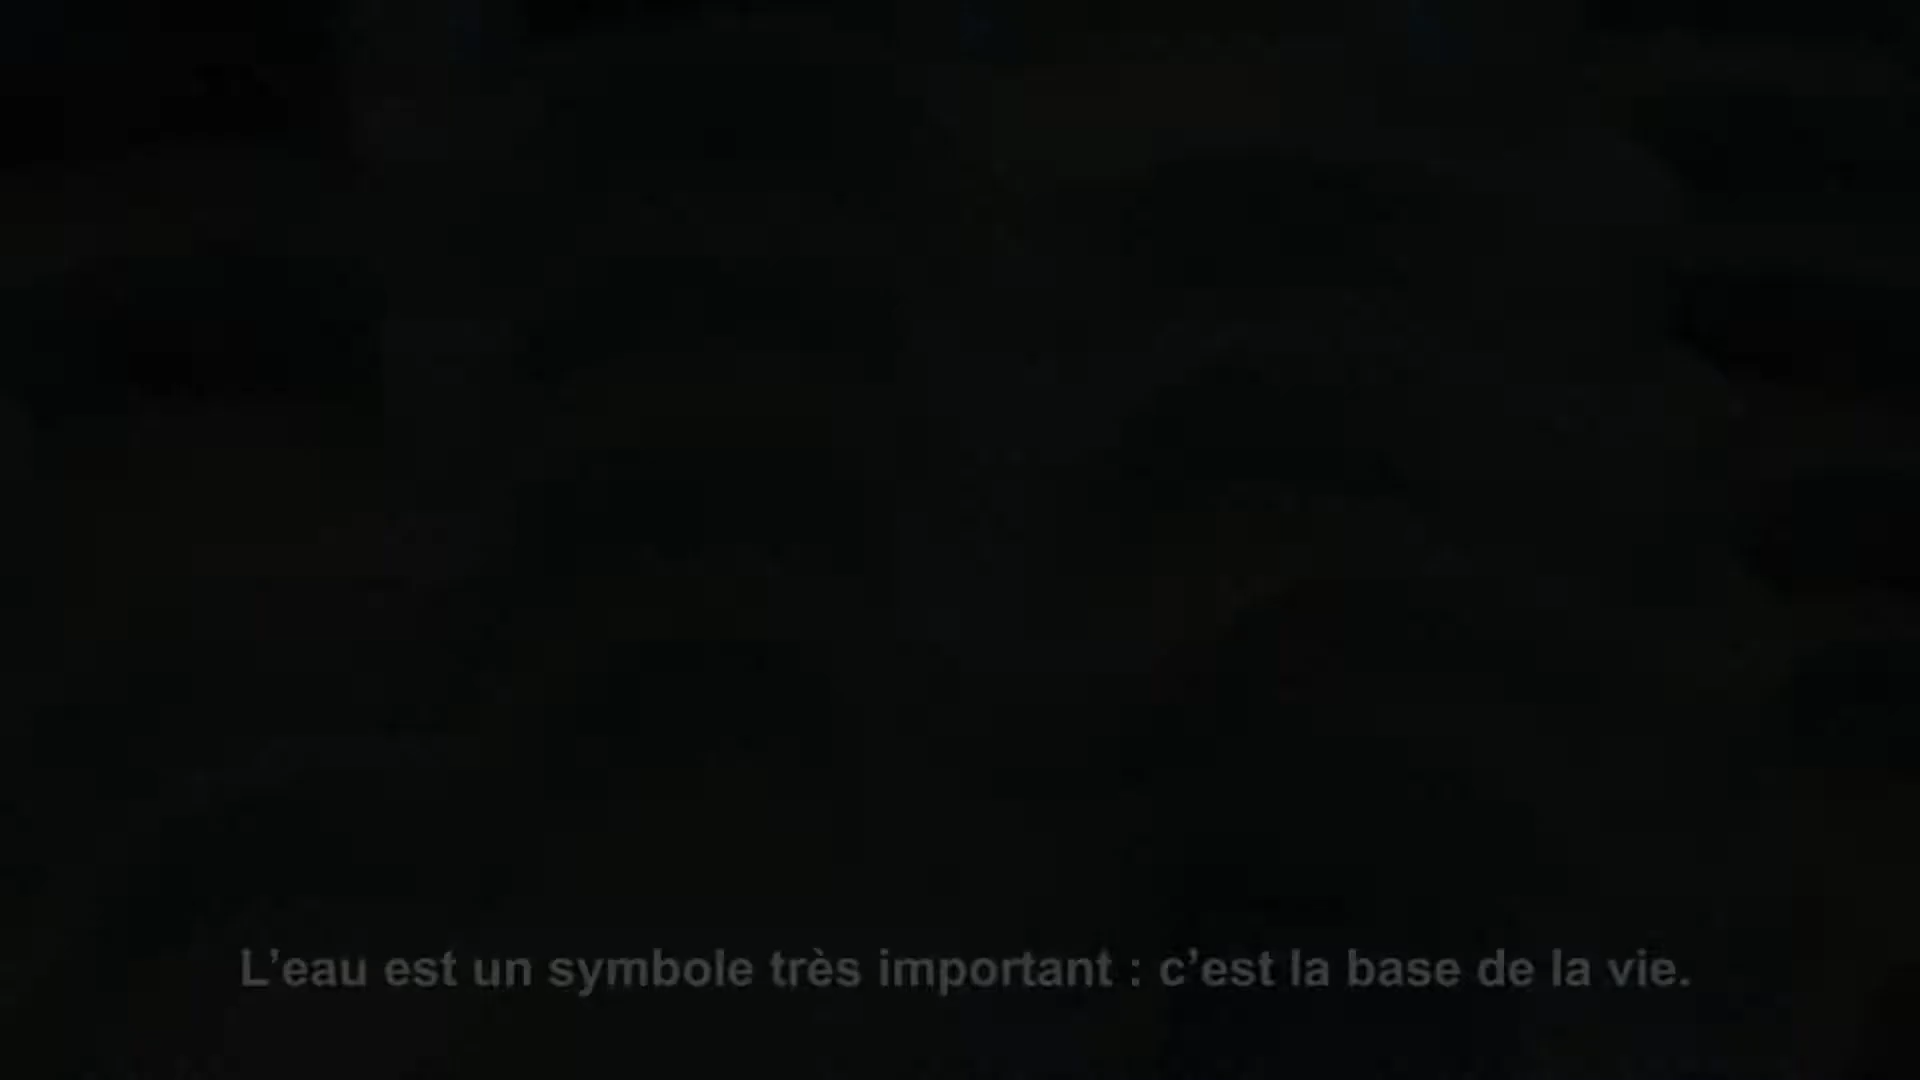 L’eau est un symbole très important : c’est la base de la vie.